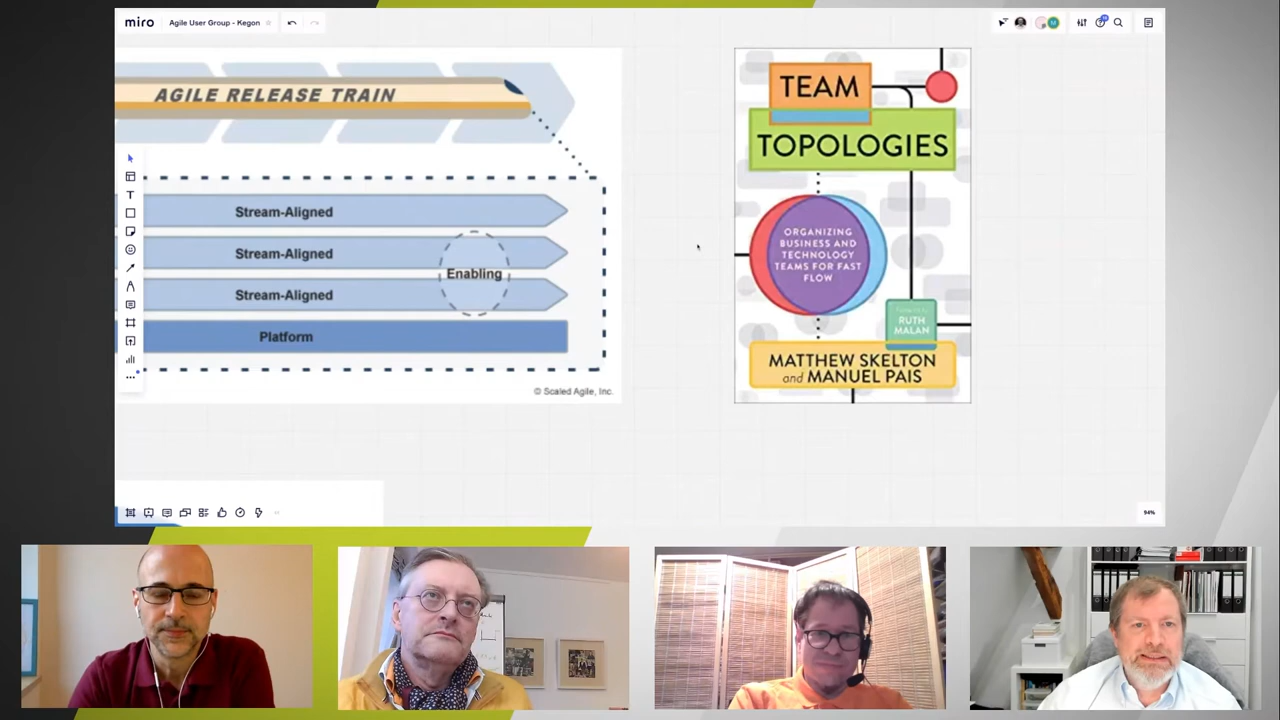 miro
Agile User Group - Kegon
AGILE RELEASE TRAIN
Stream-Aligned
Stream-Aligned
Enabling
Stream-Aligned
Platform
© Scaled Agile, Inc.
TEAM
TOPOLOGIES
ORGANIZING
BUSINESS AND
TECHNOLOGY
TEAMS FOR FAST
FLOW
RUTH
MALAN
MATTHEW SKELTON
and MANUEL PAIS
94%